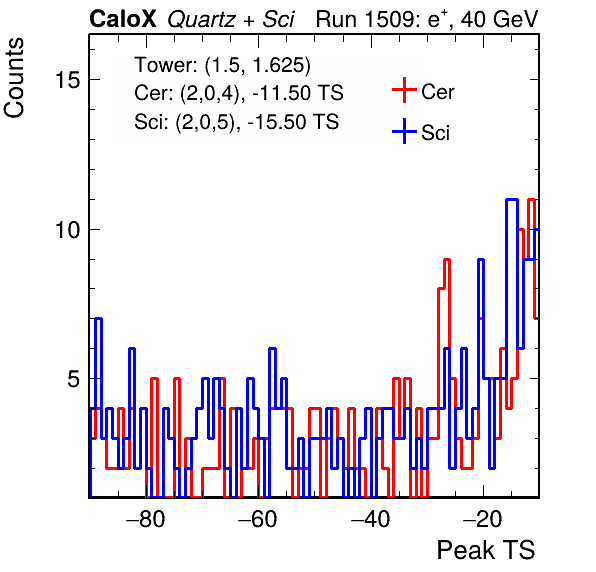 CaloX Quartz + Sci Run 1509: e⁺, 40 GeV
Counts
Tower: (1.5, 1.625)
Cer: (2,0,4), -11.50 TS
Sci: (2,0,5), -15.50 TS
Cer
Sci
15
10
5
−80 −60 −40 −20
Peak TS